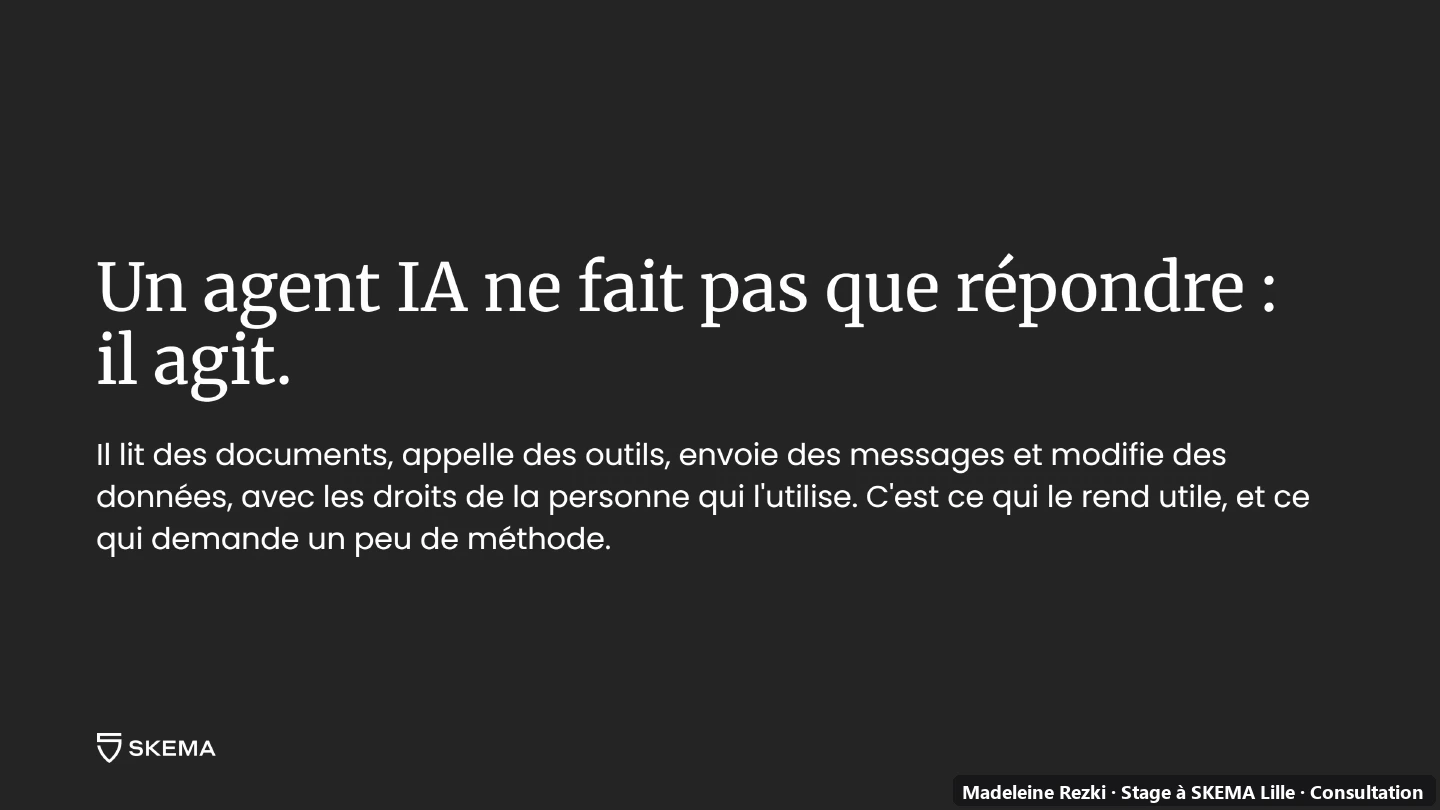 Un agent IA ne fait pas que répondre :
il agit.
Il lit des documents, appelle des outils, envoie des messages et modifie des
données, avec les droits de la personne qui l'utilise. C'est ce qui le rend utile, et ce
qui demande un peu de méthode.
SKEMA
Madeleine Rezki · Stage à SKEMA Lille · Consultation